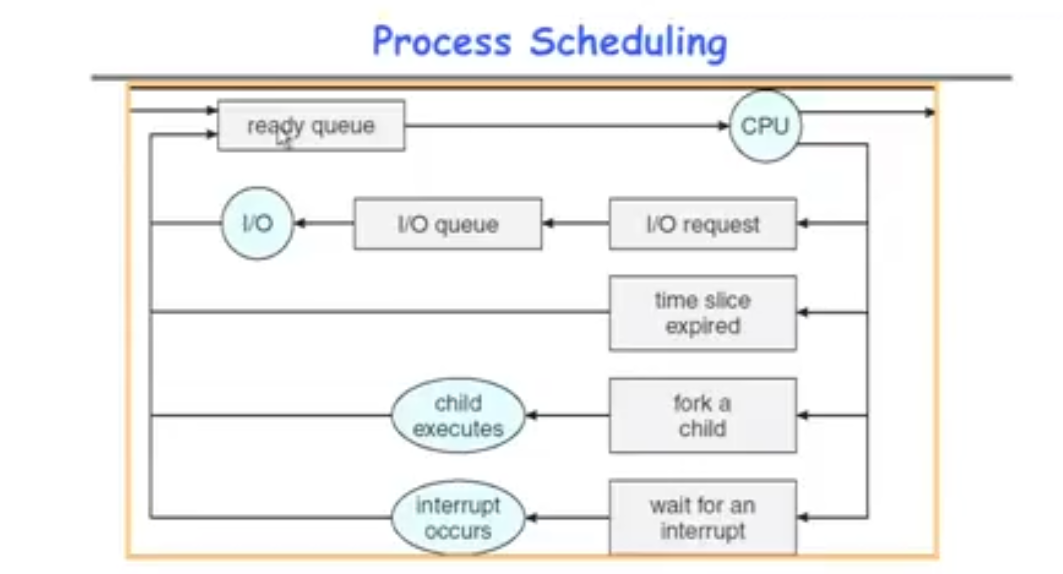 Process Scheduling
ready queue
CPU
I/O
I/O queue
I/O request
time slice
expired
child
executes
fork a
child
interrupt
occurs
wait for an
interrupt